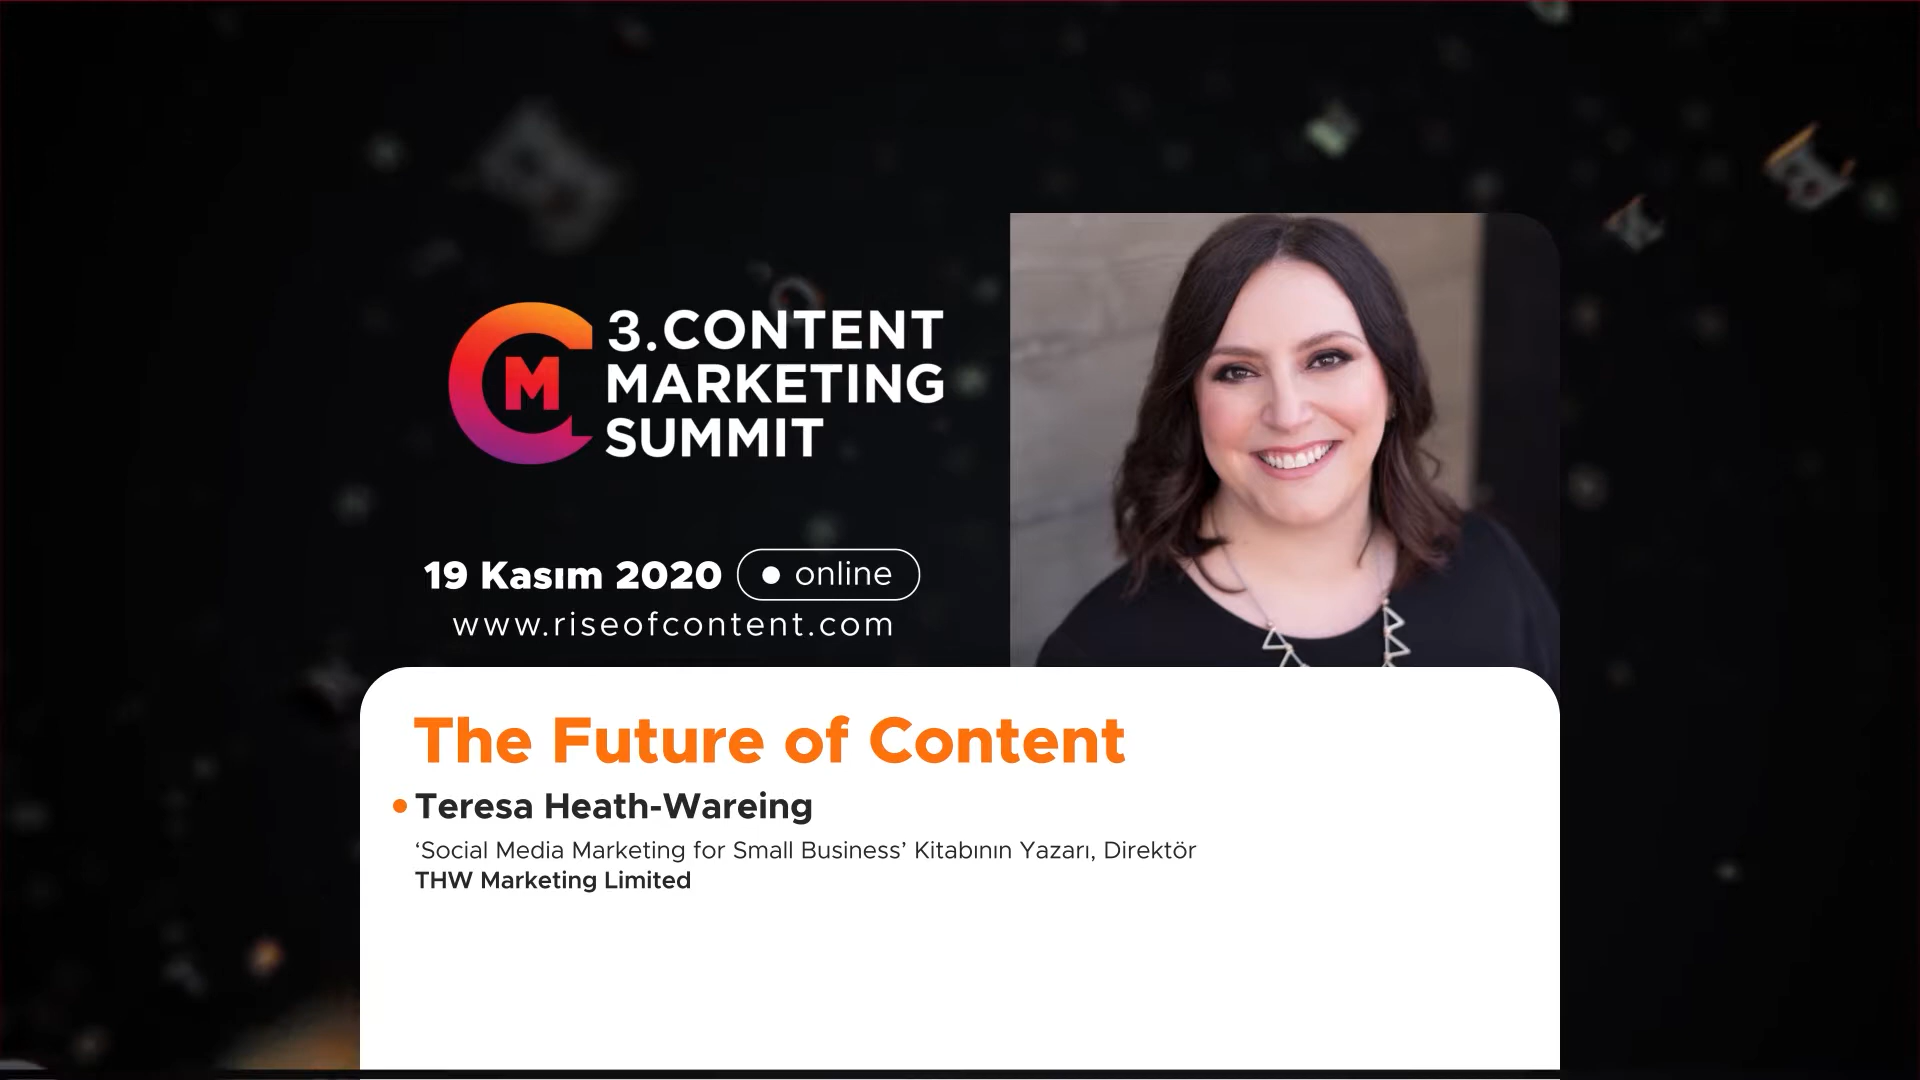 3.CONTENT
MARKETING
SUMMIT
19 Kasım 2020 online
www.riseofcontent.com
The Future of Content
Teresa Heath-Wareing
‘Social Media Marketing for Small Business’ Kitabının Yazarı, Direktör
THW Marketing Limited